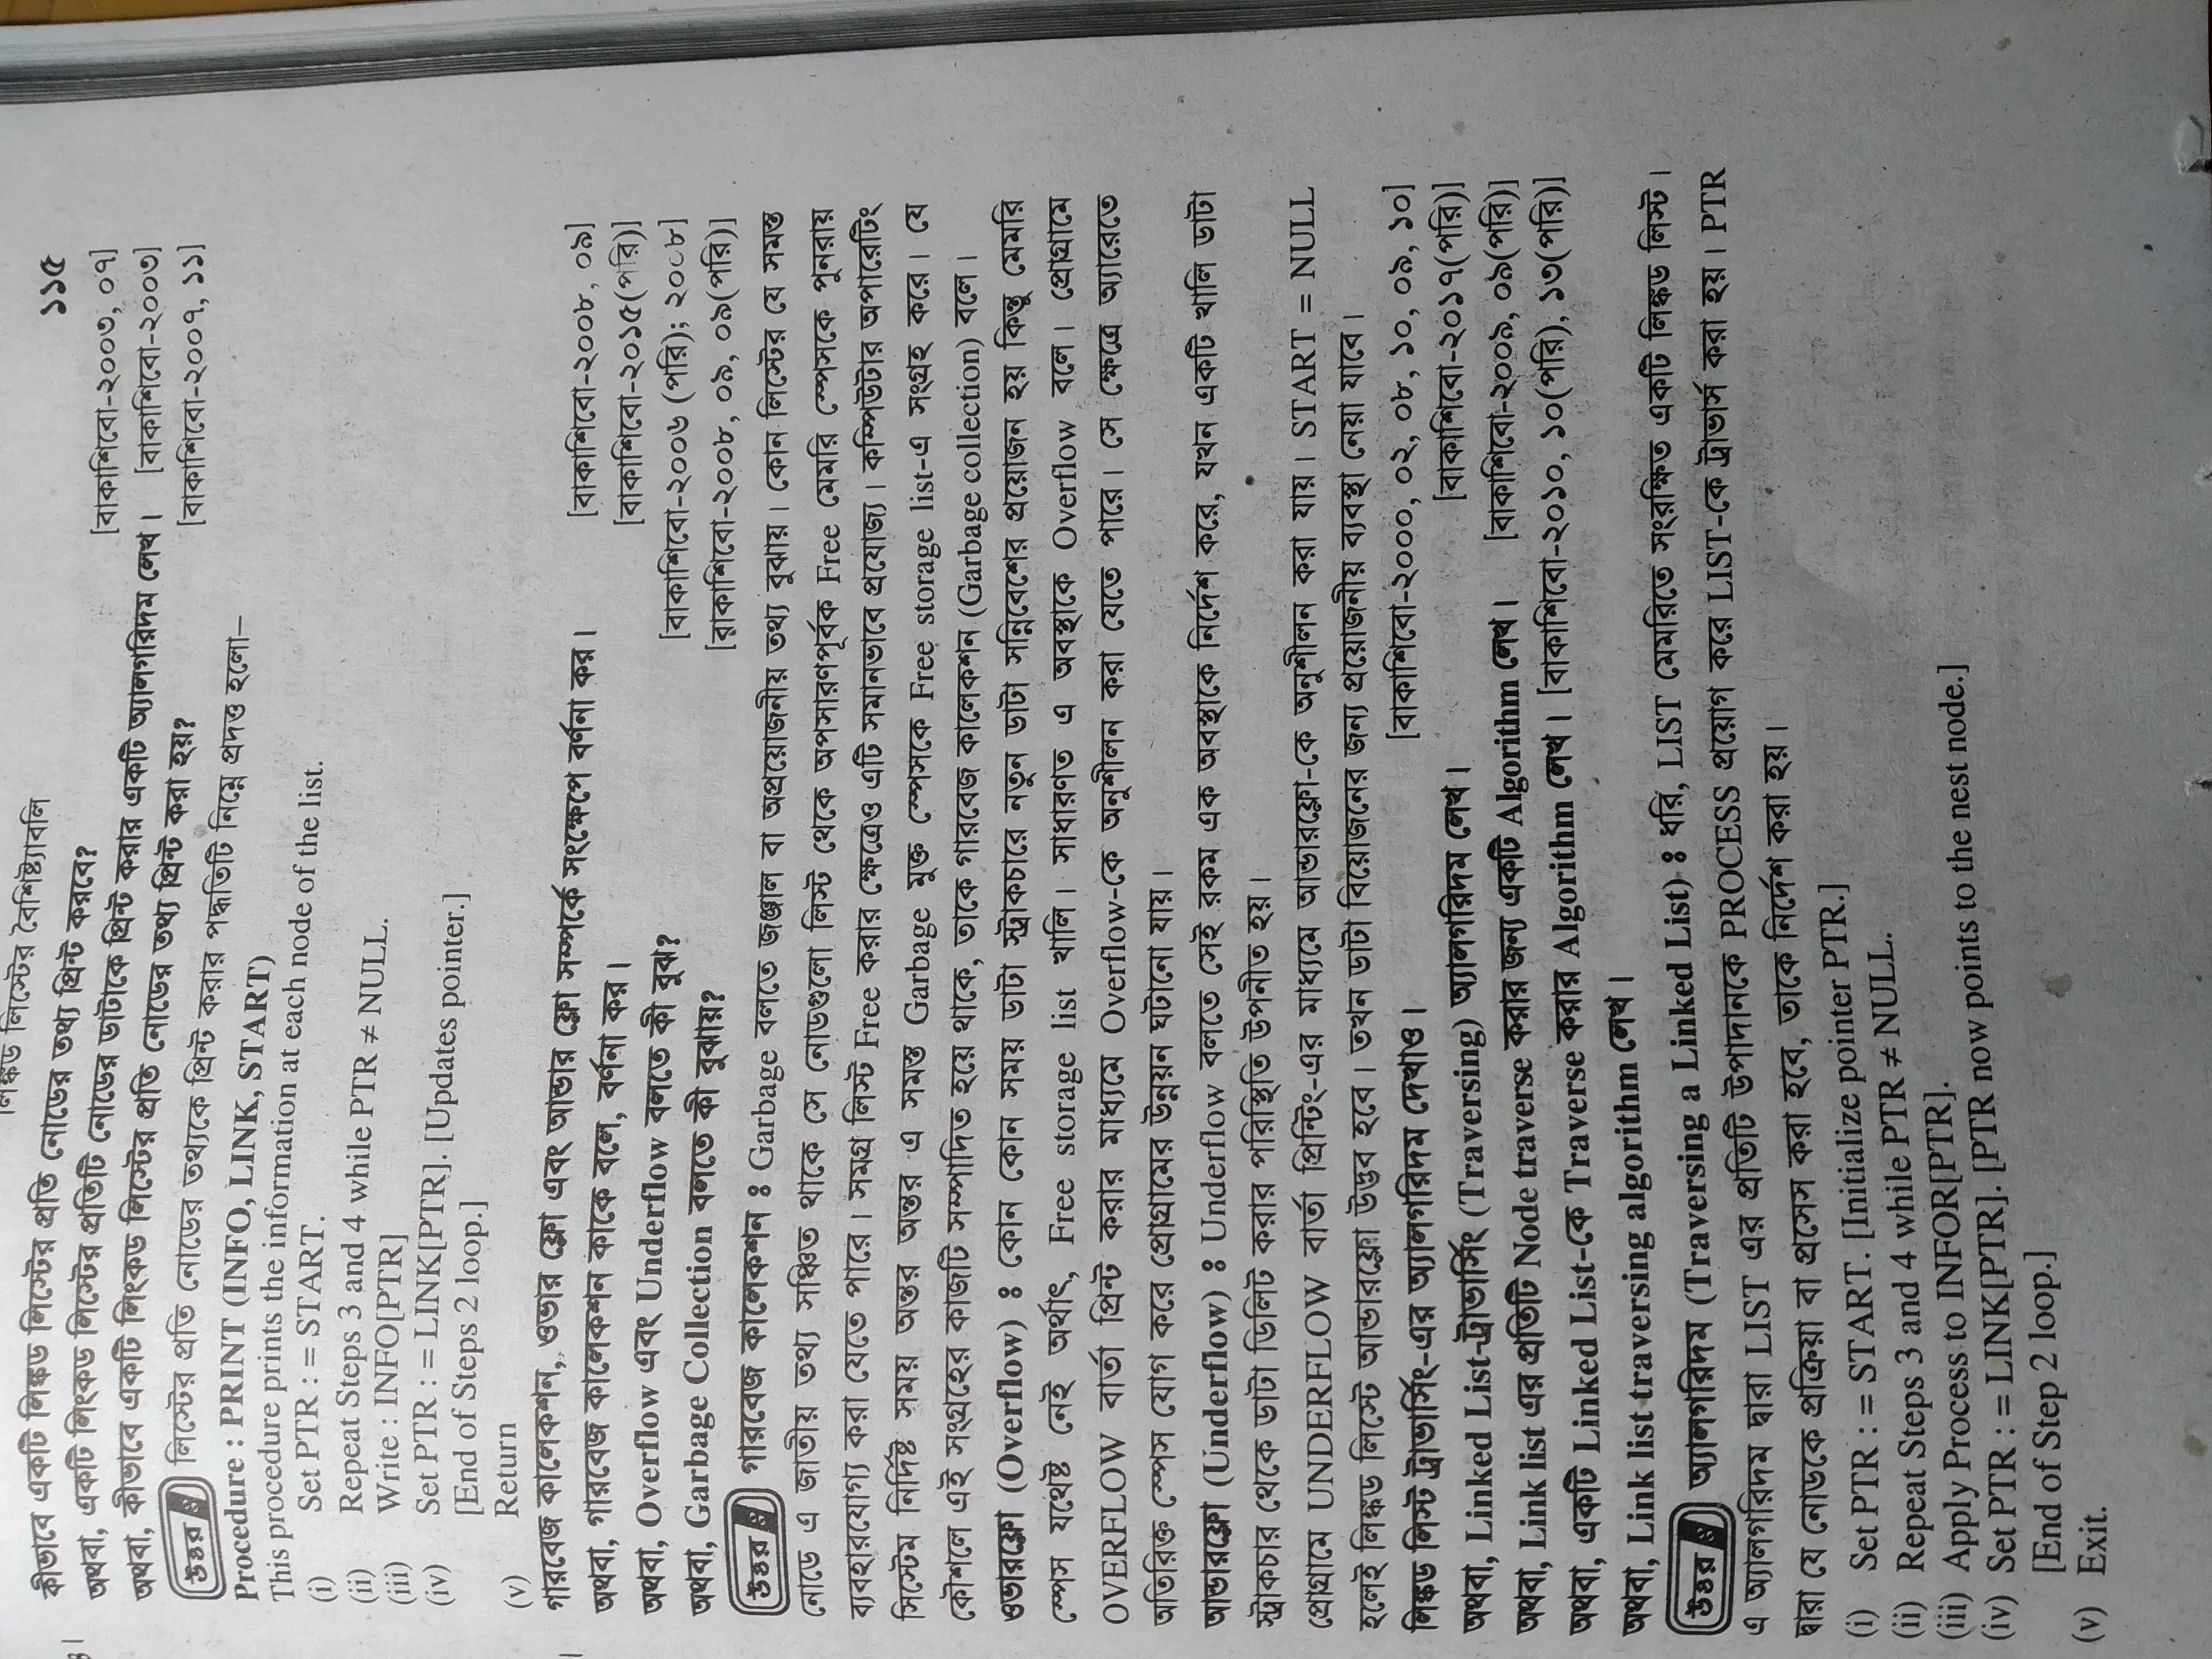 লিঙ্কড লিস্টের বৈশিষ্ট্যাবলি
১১৫
কীভাবে একটি লিঙ্কড লিস্টের প্রতি নোডের তথ্য প্রিন্ট করবে? [বাকাশিবো-২০০৩, ০৭]
অথবা, একটি লিংকড লিস্টের প্রতিটি নোডের ডাটাকে প্রিন্ট করার একটি অ্যালগরিদম লেখ। [বাকাশিবো-২০০৩]
অথবা, কীভাবে একটি লিংকড লিস্টের প্রতি নোডের তথ্য প্রিন্ট করা হয়? [বাকাশিবো-২০০৭, ১১]
উত্তর ঃ লিস্টের প্রতি নোডের তথ্যকে প্রিন্ট করার পদ্ধতিটি নিম্নে প্রদত্ত হলো–
Procedure : PRINT (INFO, LINK, START)
This procedure prints the information at each node of the list.
(i) Set PTR : = START.
(ii) Repeat Steps 3 and 4 while PTR ≠ NULL.
(iii) Write : INFO[PTR]
(iv) Set PTR : = LINK[PTR]. [Updates pointer.]
[End of Steps 2 loop.]
(v) Return
গারবেজ কালেকশান, ওভার ফ্লো এবং আন্ডার ফ্লো সম্পর্কে সংক্ষেপে বর্ণনা কর। [বাকাশিবো-২০০৮, ০৯]
অথবা, গারবেজ কালেকশন কাকে বলে, বর্ণনা কর। [বাকাশিবো-২০১৫(পরি)]
অথবা, Overflow এবং Underflow বলতে কী বুঝ? [বাকাশিবো-২০০৬ (পরি); ২০০৮]
অথবা, Garbage Collection বলতে কী বুঝায়? [বাকাশিবো-২০০৮, ০৯, ০৯(পরি)]
উত্তর ঃ গারবেজ কালেকশন ঃ Garbage বলতে জঞ্জাল বা অপ্রয়োজনীয় তথ্য বুঝায়। কোন লিস্টের যে সমস্ত
নোডে এ জাতীয় তথ্য সঞ্চিত থাকে সে নোডগুলো লিস্ট থেকে অপসারণপূর্বক Free মেমরি স্পেসকে পুনরায়
ব্যবহারযোগ্য করা যেতে পারে। সমগ্র লিস্ট Free করার ক্ষেত্রেও এটি সমানভাবে প্রযোজ্য। কম্পিউটার অপারেটিং
সিস্টেম নির্দিষ্ট সময় অন্তর অন্তর এ সমস্ত Garbage মুক্ত স্পেসকে Free storage list-এ সংগ্রহ করে। যে
কৌশলে এই সংগ্রহের কাজটি সম্পাদিত হয়ে থাকে, তাকে গারবেজ কালেকশন (Garbage collection) বলে।
ওভারফ্লো (Overflow) ঃ কোন কোন সময় ডাটা স্ট্রাকচারে নতুন ডাটা সন্নিবেশের প্রয়োজন হয় কিন্তু মেমরি
স্পেস যথেষ্ট নেই অর্থাৎ, Free storage list খালি। সাধারণত এ অবস্থাকে Overflow বলে। প্রোগ্রামে
OVERFLOW বার্তা প্রিন্ট করার মাধ্যমে Overflow-কে অনুশীলন করা যেতে পারে। সে ক্ষেত্রে অ্যারেতে
অতিরিক্ত স্পেস যোগ করে প্রোগ্রামের উন্নয়ন ঘটানো যায়।
আন্ডারফ্লো (Underflow) ঃ Underflow বলতে সেই রকম এক অবস্থাকে নির্দেশ করে, যখন একটি খালি ডাটা
স্ট্রাকচার থেকে ডাটা ডিলিট করার পরিস্থিতি উপনীত হয়।
প্রোগ্রামে UNDERFLOW বার্তা প্রিন্টিং-এর মাধ্যমে আন্ডারফ্লো-কে অনুশীলন করা যায়। START = NULL
হলেই লিঙ্কড লিস্টে আন্ডারফ্লো উদ্ভব হবে। তখন ডাটা বিয়োজনের জন্য প্রয়োজনীয় ব্যবস্থা নেয়া যাবে।
লিঙ্কড লিস্ট ট্রাভার্সিং-এর অ্যালগরিদম দেখাও। [বাকাশিবো-২০০০, ০২, ০৮, ১০, ০৯, ১০]
অথবা, Linked List-ট্রাভার্সিং (Traversing) অ্যালগরিদম লেখ। [বাকাশিবো-২০১৭(পরি)]
অথবা, Link list এর প্রতিটি Node traverse করার জন্য একটি Algorithm লেখ। [বাকাশিবো-২০০৯, ০৯(পরি)]
অথবা, একটি Linked List-কে Traverse করার Algorithm লেখ। [বাকাশিবো-২০১০, ১০(পরি), ১৩(পরি)]
অথবা, Link list traversing algorithm লেখ।
উত্তর ঃ অ্যালগরিদম (Traversing a Linked List) ঃ ধরি, LIST মেমরিতে সংরক্ষিত একটি লিঙ্কড লিস্ট।
এ অ্যালগরিদম দ্বারা LIST এর প্রতিটি উপাদানকে PROCESS প্রয়োগ করে LIST-কে ট্রাভার্স করা হয়। PTR
দ্বারা যে নোডকে প্রক্রিয়া বা প্রসেস করা হবে, তাকে নির্দেশ করা হয়।
(i) Set PTR : = START. [Initialize pointer PTR.]
(ii) Repeat Steps 3 and 4 while PTR ≠ NULL.
(iii) Apply Process to INFOR[PTR].
(iv) Set PTR : = LINK[PTR]. [PTR now points to the nest node.]
[End of Step 2 loop.]
(v) Exit.